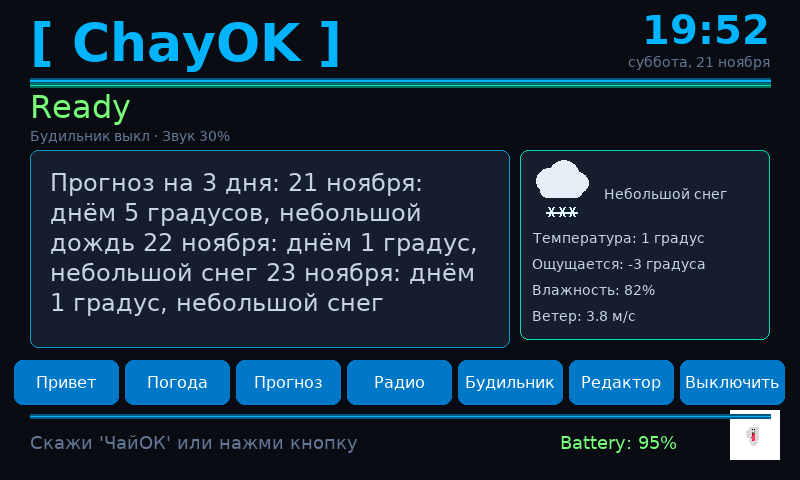 [ ChayOK ]
19:52
суббота, 21 ноября
Ready
Будильник выкл · Звук 30%
Прогноз на 3 дня: 21 ноября:
днём 5 градусов, небольшой
дождь 22 ноября: днём 1 градус,
небольшой снег 23 ноября: днём
1 градус, небольшой снег
Небольшой снег
Температура: 1 градус
Ощущается: -3 градуса
Влажность: 82%
Ветер: 3.8 м/с
Привет
Погода
Прогноз
Радио
Будильник
Редактор
Выключить
Скажи 'ЧайОК' или нажми кнопку
Battery: 95%